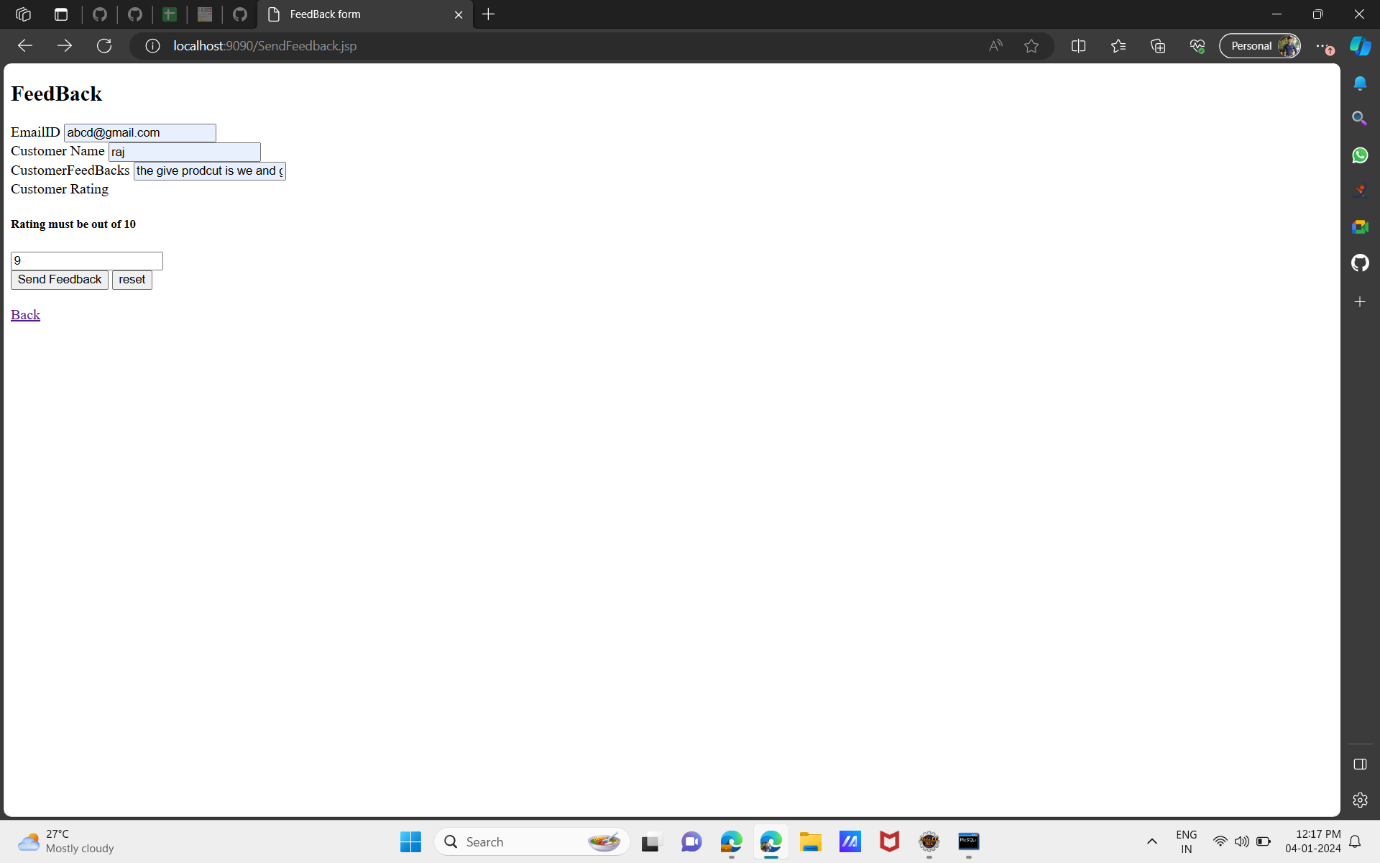 FeedBack form
localhost:9090/SendFeedback.jsp
Personal
FeedBack
EmailID abcd@gmail.com
Customer Name raj
CustomerFeedBacks the give prodcut is we and g
Customer Rating
Rating must be out of 10
9
Send Feedback reset
Back
27°C
Mostly cloudy
Search
ENG
IN
12:17 PM
04-01-2024